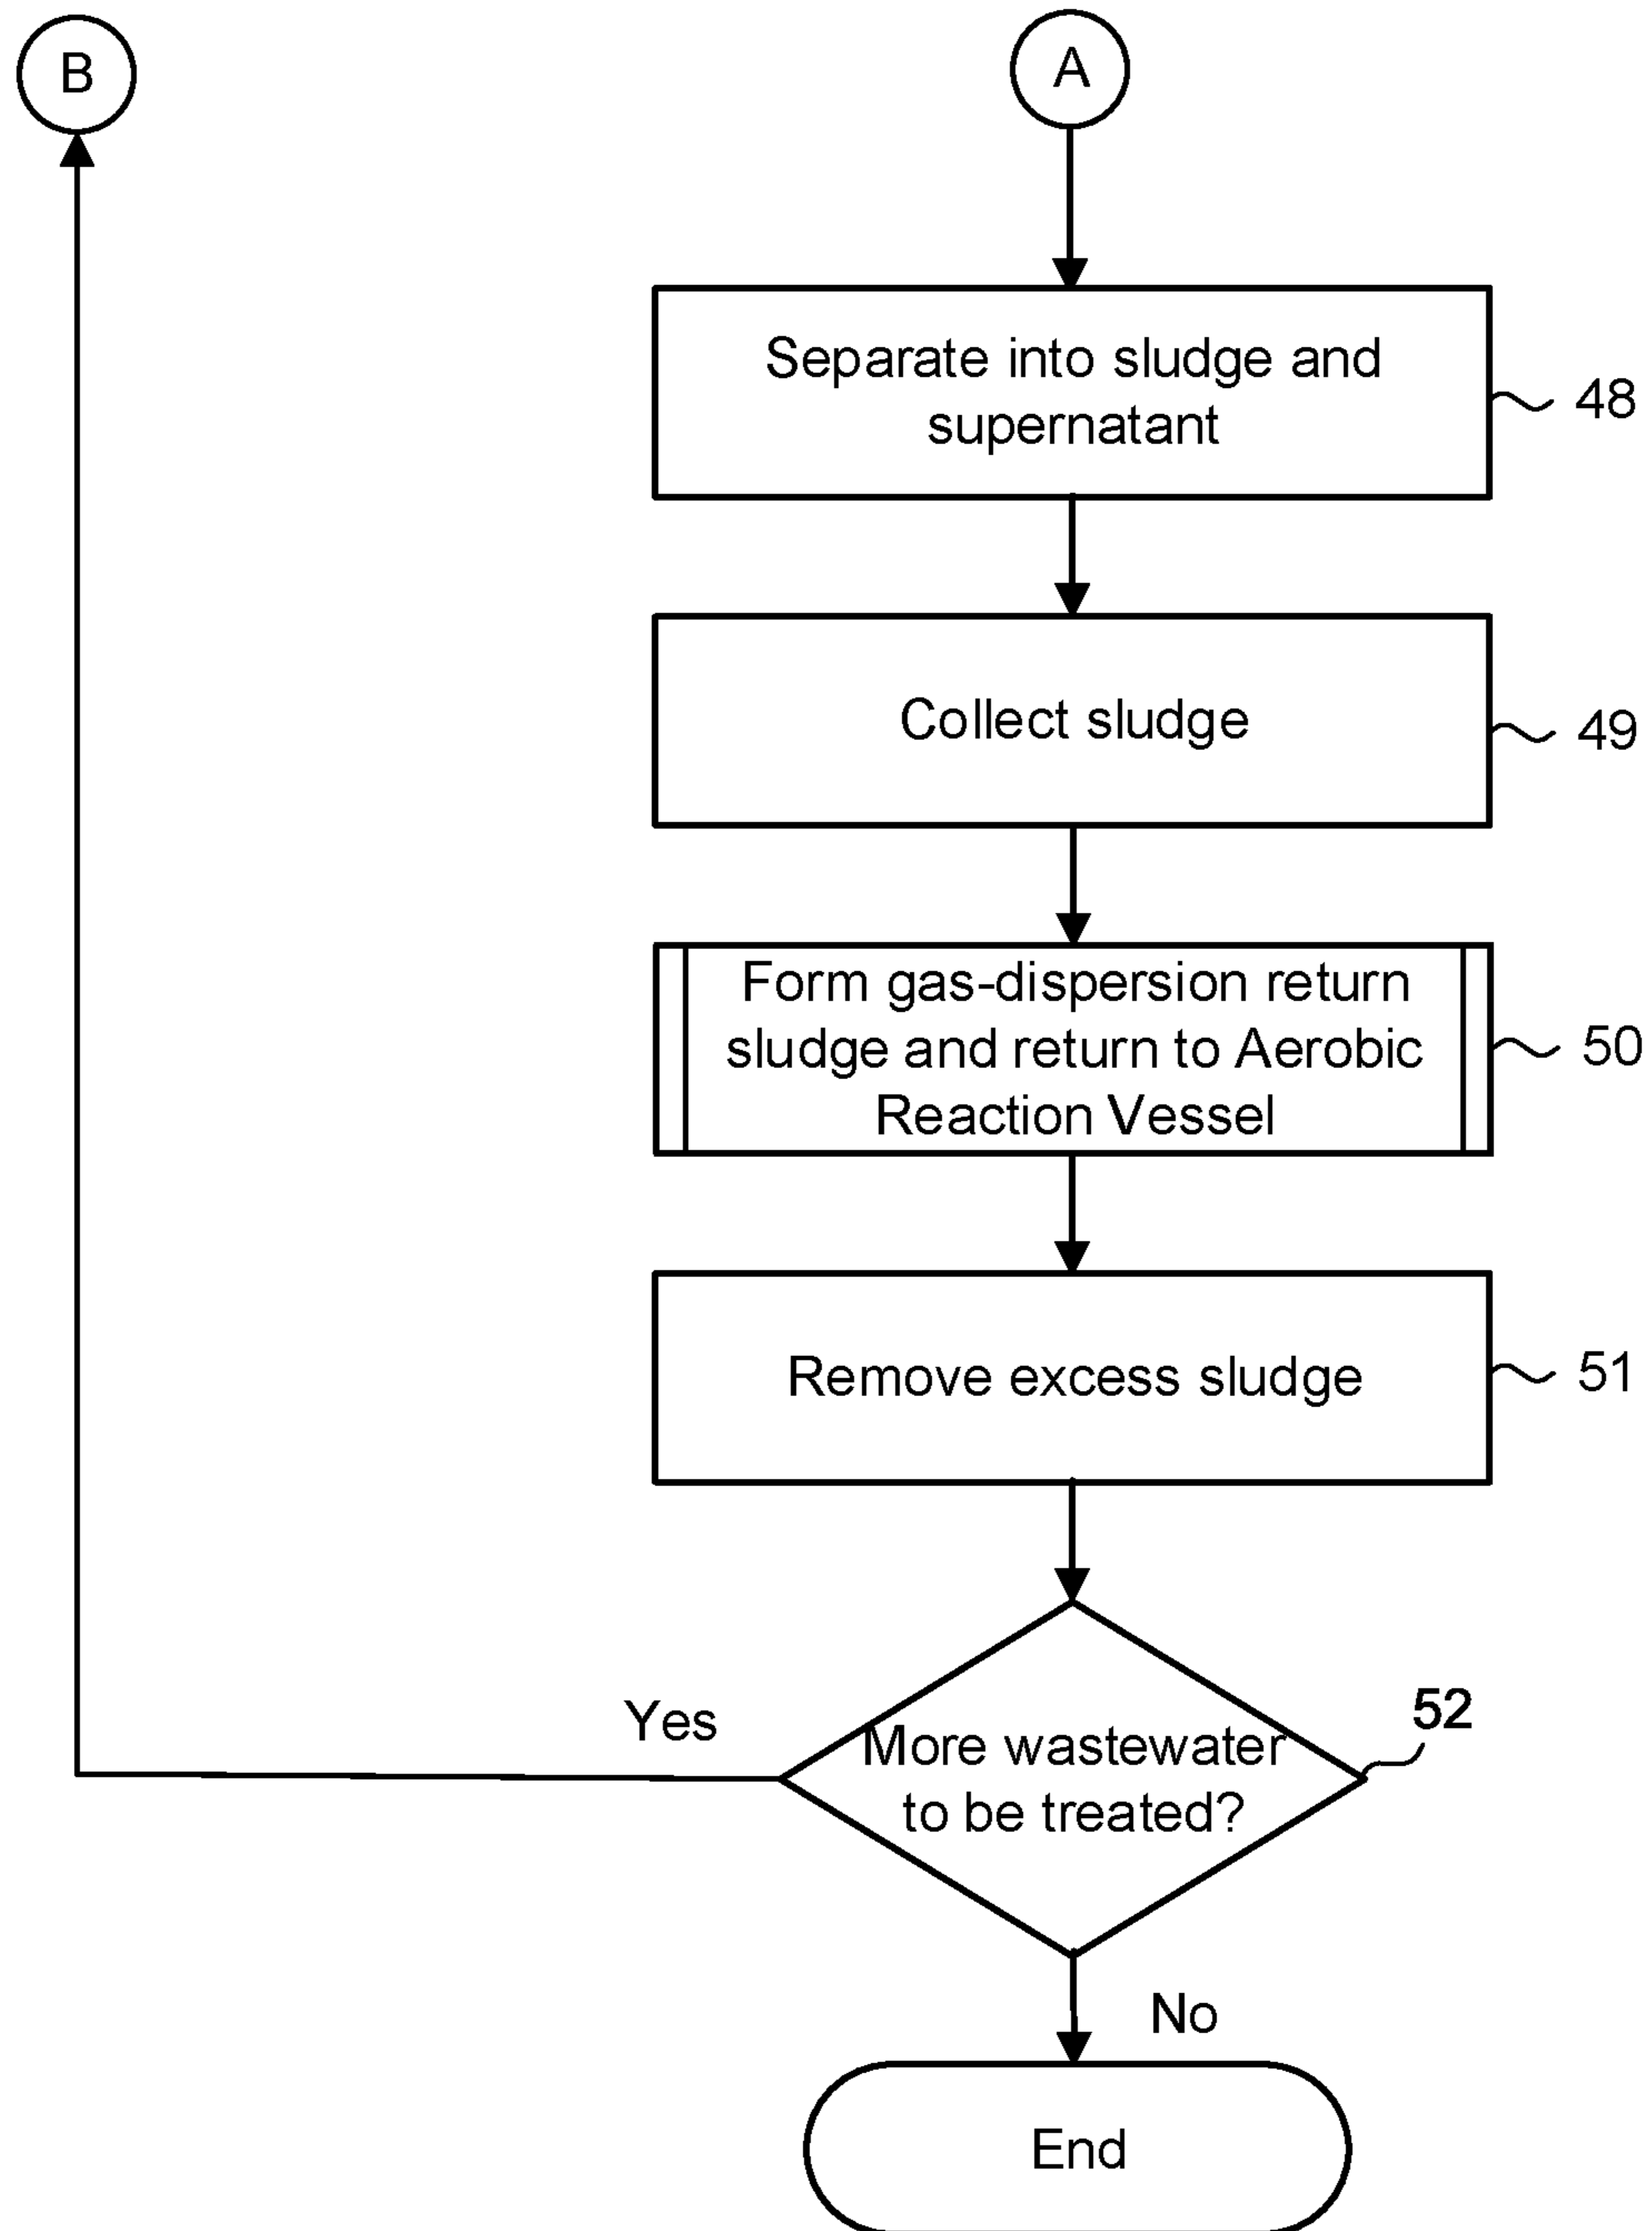 B
A
Separate into sludge and
supernatant
48
Collect sludge
49
Form gas-dispersion return
sludge and return to Aerobic
Reaction Vessel
50
Remove excess sludge
51
Yes
52
More wastewater
to be treated?
No
End